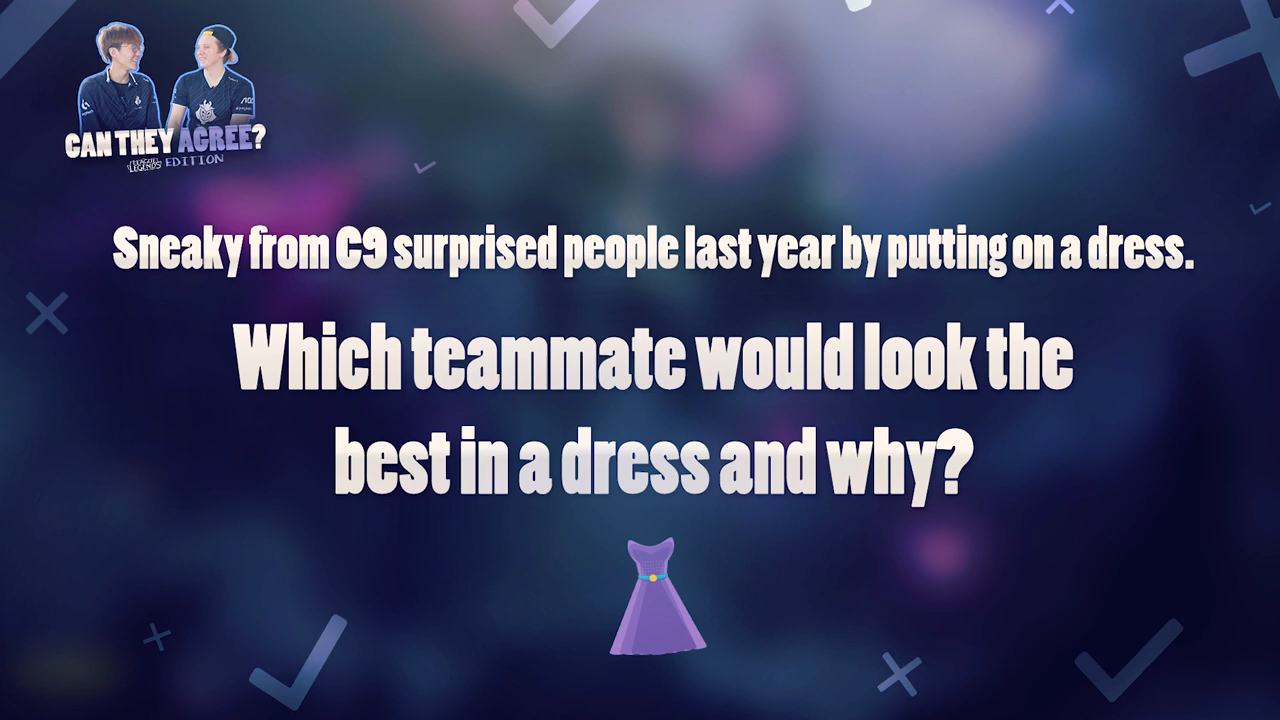 CAN THEY AGREE?
LEAGUE OF LEGENDS EDITION
Sneaky from C9 surprised people last year by putting on a dress.
Which teammate would look the
best in a dress and why?